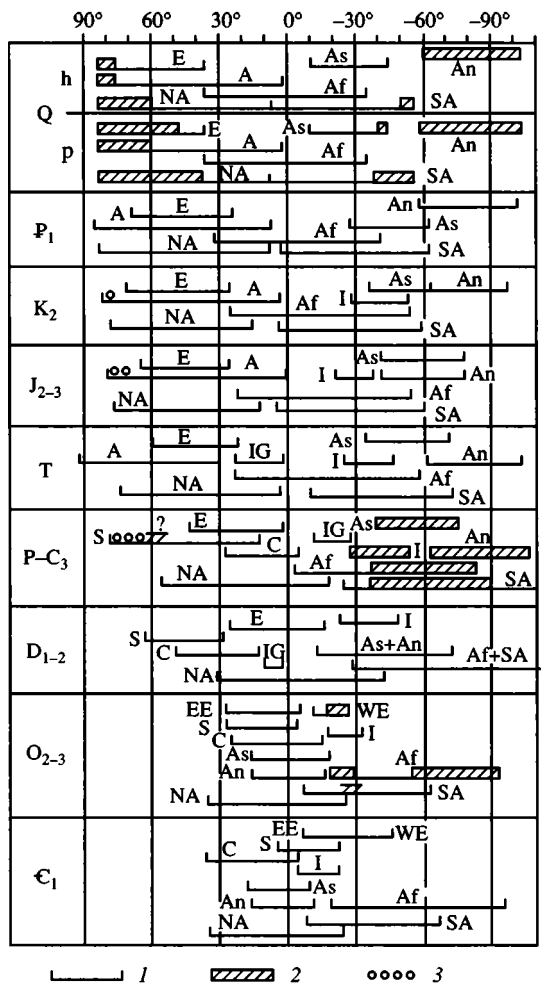 90° 60° 30° 0° -30° -60° -90°
E As
h An
A
Af
NA SA
Q
E As An
p A
Af
NA SA
An
A E As
P₁ Af
NA SA
E As An
K₂ A I
Af
NA SA
As
E A
J₂₋₃ I An
NA Af
SA
E As
T A IG I An
Af
NA SA
?
E As
S IG An
P–C₃ C I
Af
NA SA
E I
S
D₁₋₂ C IG As+An Af+SA
NA
EE WE
S I
C
O₂₋₃ As
An Af
NA SA
EE WE
S
C I
Є₁ As
An Af
NA SA
1 2 3